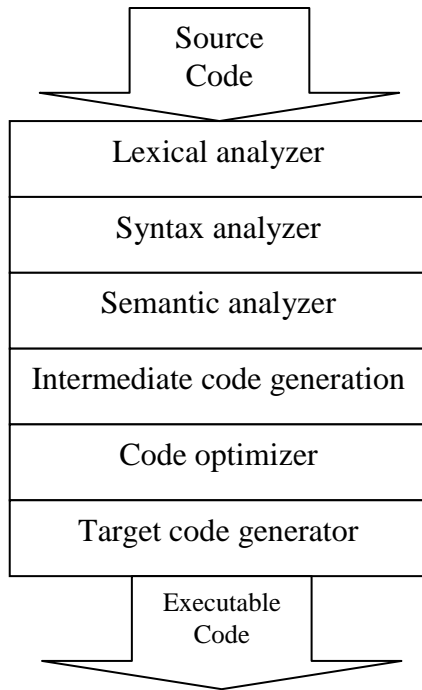 Source
Code
Lexical analyzer
Syntax analyzer
Semantic analyzer
Intermediate code generation
Code optimizer
Target code generator
Executable
Code